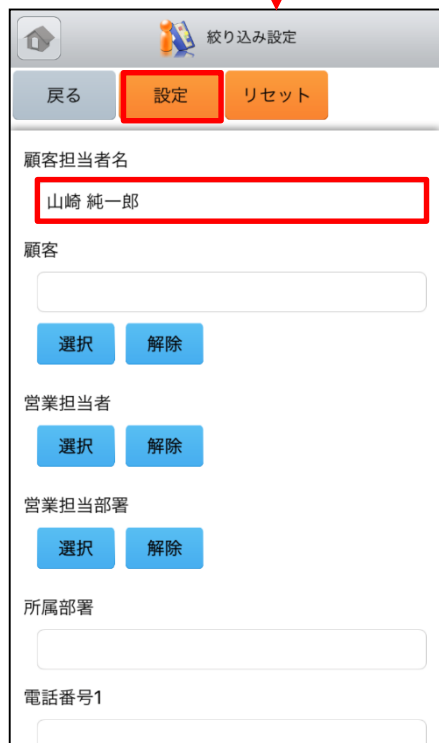 絞り込み設定
戻る 設定 リセット
顧客担当者名
山崎 純一郎
顧客
選択 解除
営業担当者
選択 解除
営業担当部署
選択 解除
所属部署
電話番号1